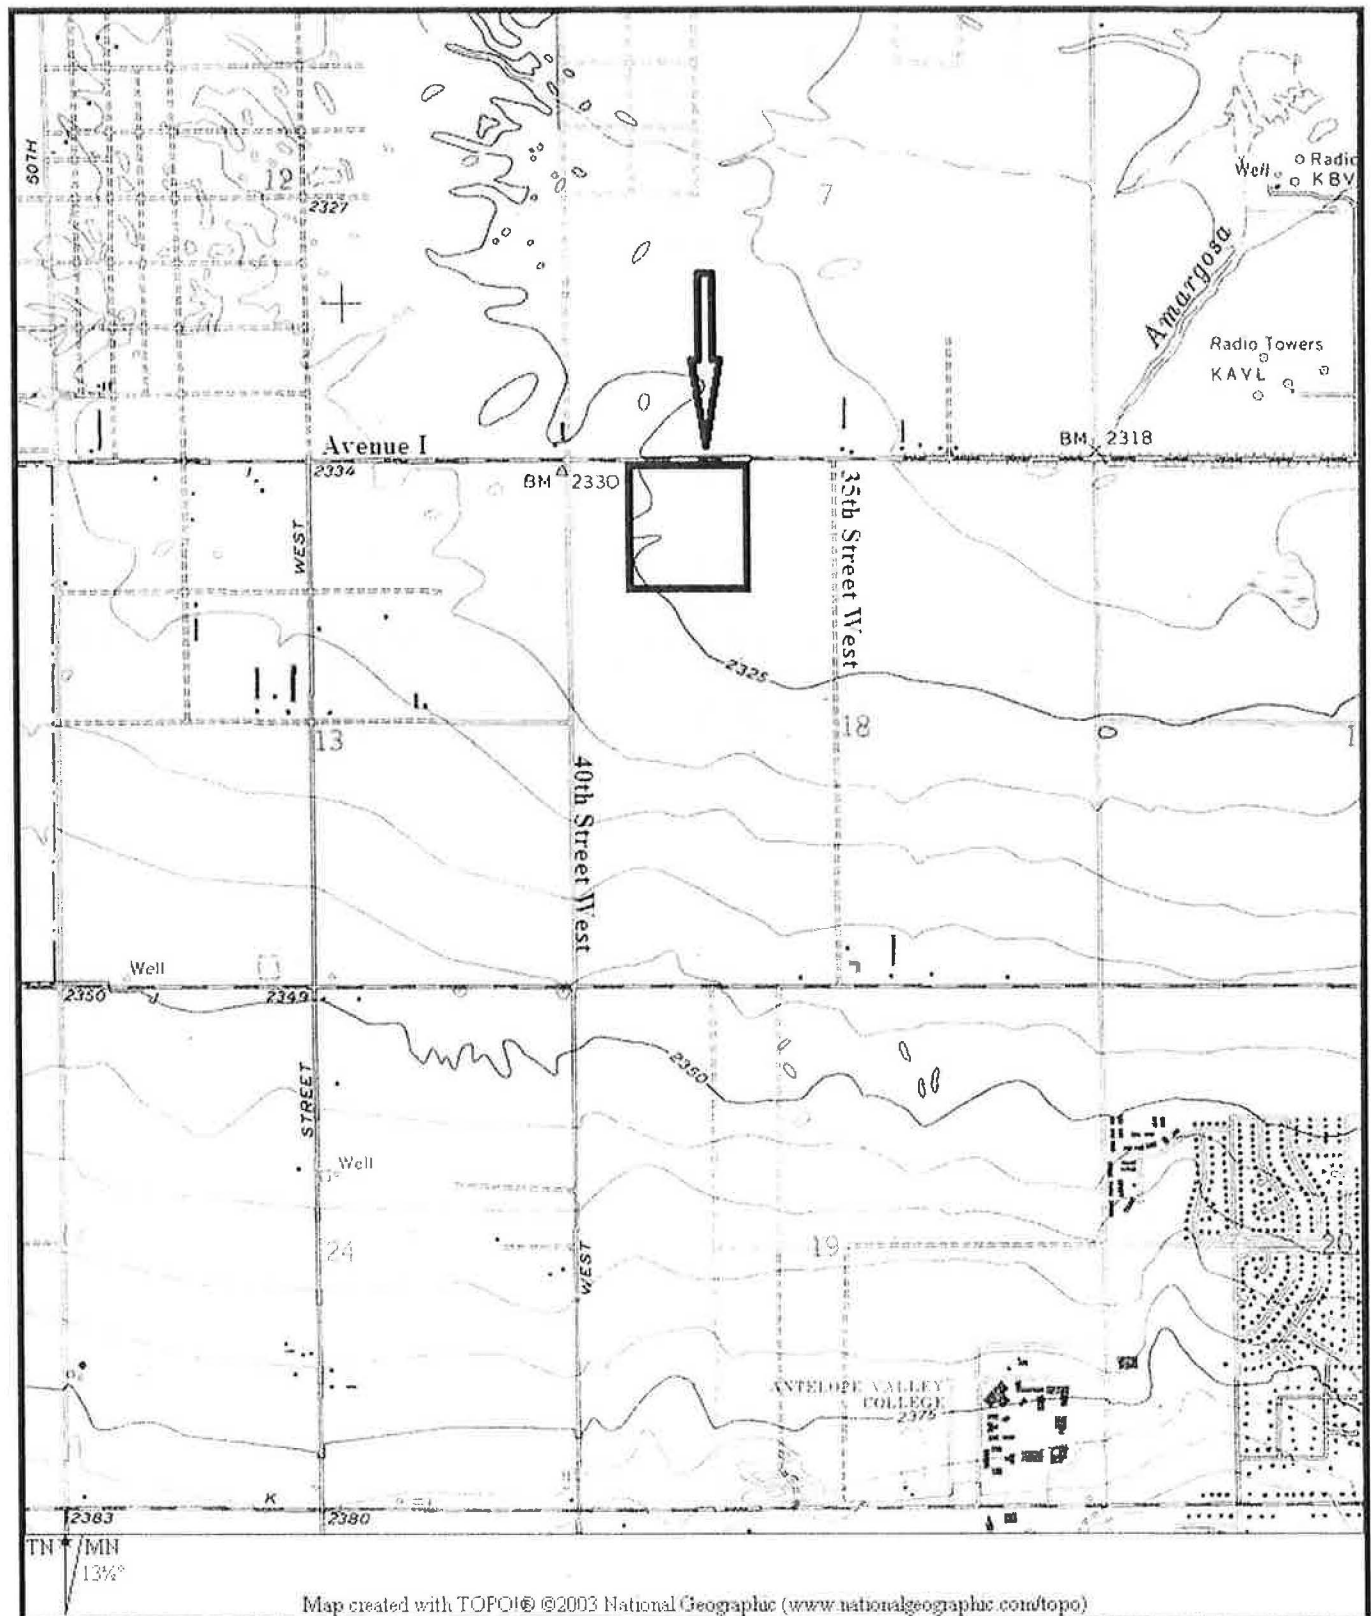 60TH
12
2327
7
Well
Radio
KBV
Amargosa
Radio Towers
KAVL
0
Avenue I
2334
BM 2330
BM 2318
WEST
35th Street West
2325
13
18
0
1
40th Street West
Well
2350
2349
2350
STREET
Well
24
WEST
19
20
ANTELOPE VALLEY
COLLEGE
2375
K
2383
2380
TN
MN
13½°
Map created with TOPO!® ©2003 National Geographic (www.nationalgeographic.com/topo)